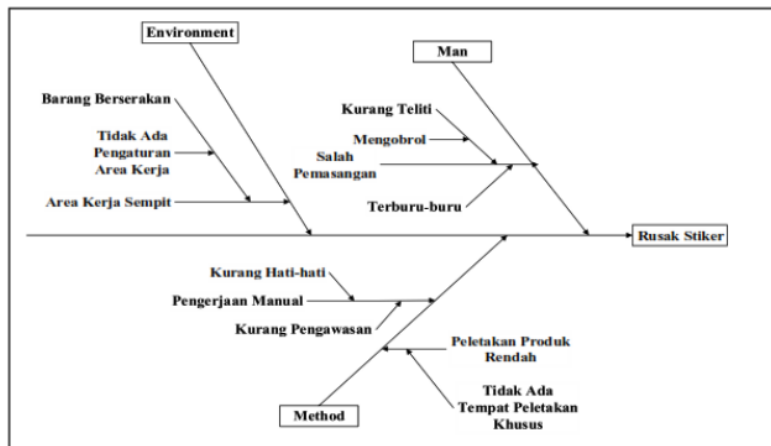 Environment
Man
Barang Berserakan
Kurang Teliti
Tidak Ada
Pengaturan
Area Kerja
Mengobrol
Salah
Pemasangan
Area Kerja Sempit
Terburu-buru
Rusak Stiker
Kurang Hati-hati
Pengerjaan Manual
Kurang Pengawasan
Peletakan Produk
Rendah
Tidak Ada
Tempat Peletakan
Khusus
Method